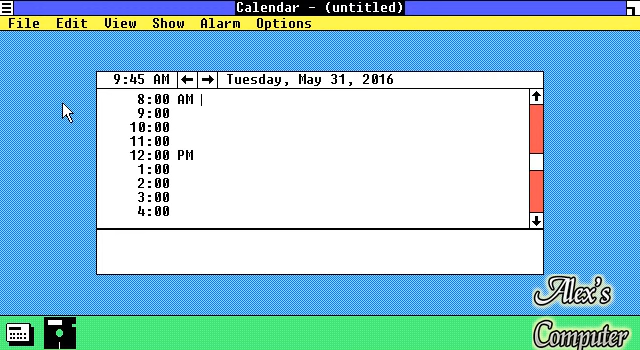 Calendar - (untitled)
File Edit View Show Alarm Options
9:45 AM ← → Tuesday, May 31, 2016
8:00 AM
9:00
10:00
11:00
12:00 PM
1:00
2:00
3:00
4:00
Alex's
Computer